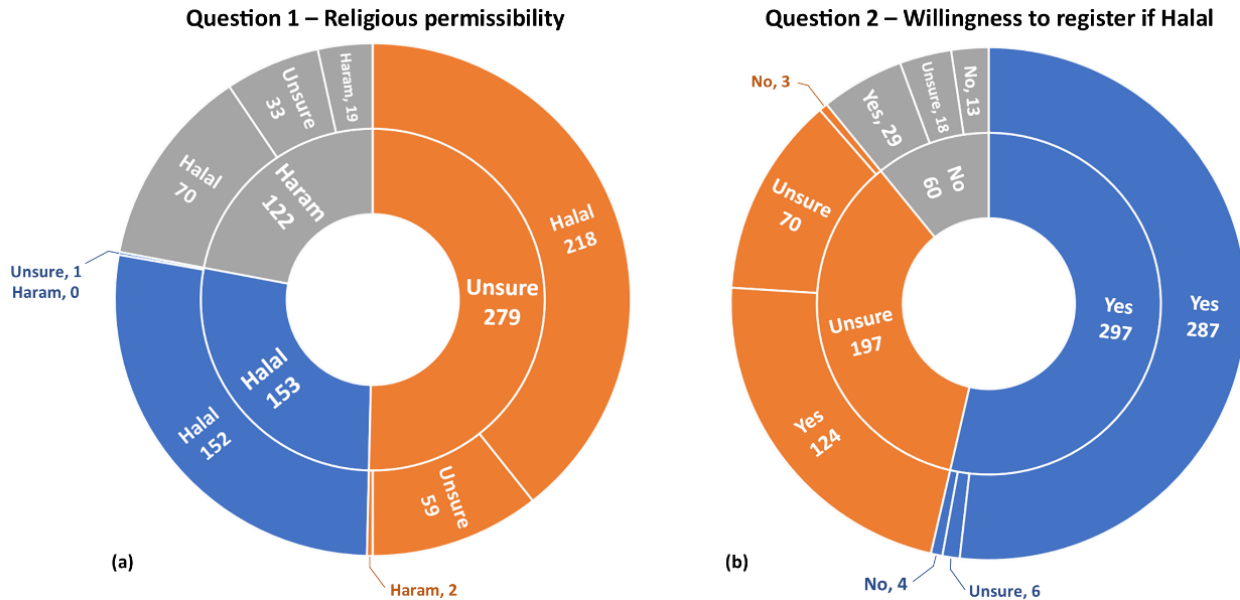 Question 1 – Religious permissibility
Haram, 19
Unsure
33
Halal
70
Haram
122
Halal
218
Unsure
279
Unsure, 1
Haram, 0
Halal
153
Halal
152
Unsure
59
Haram, 2
(a)
Question 2 – Willingness to register if Halal
No, 3
Yes, 29
Unsure, 18
No, 13
No
60
Unsure
70
Unsure
197
Yes
297
Yes
287
Yes
124
No, 4
Unsure, 6
(b)